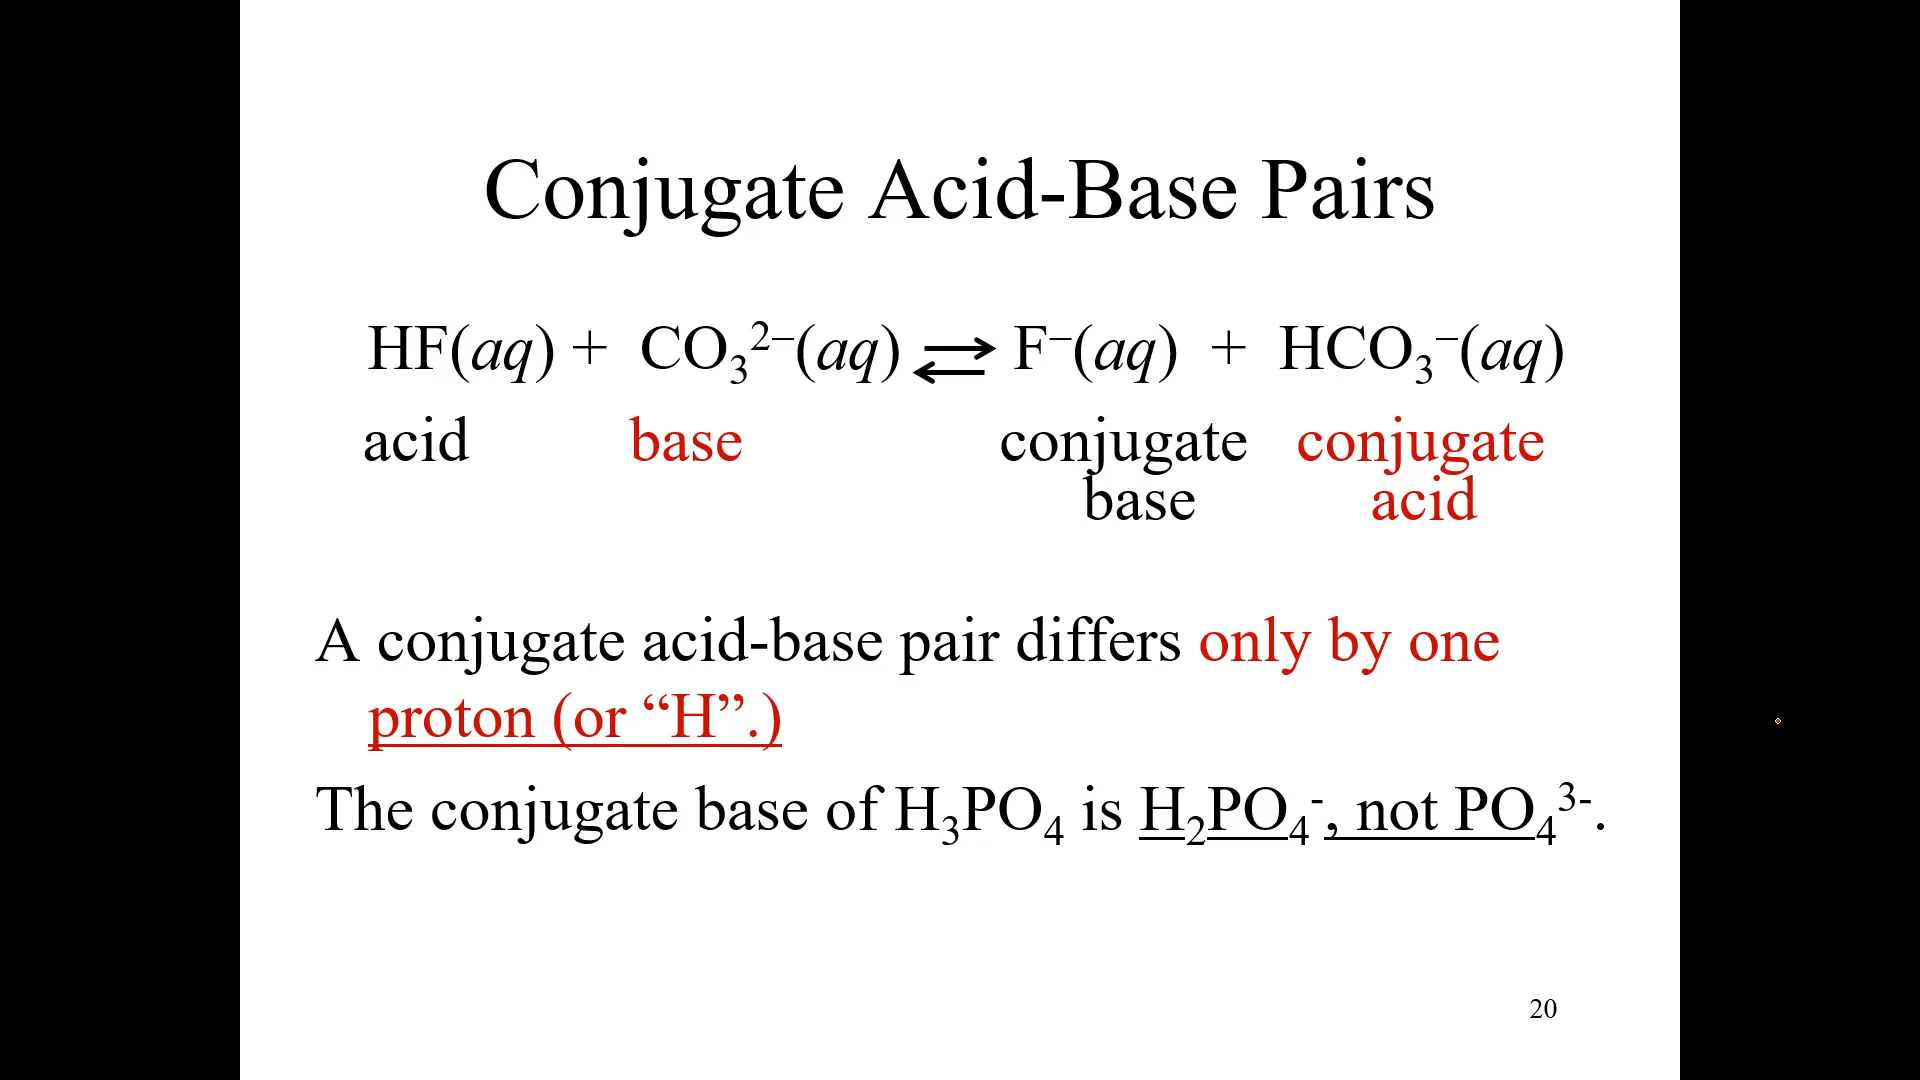 Conjugate Acid-Base Pairs
HF(aq) + CO₃²⁻(aq) ⇌ F⁻(aq) + HCO₃⁻(aq)
acid base conjugate conjugate
base acid
A conjugate acid-base pair differs only by one
proton (or “H”.)
The conjugate base of H₃PO₄ is H₂PO₄⁻, not PO₄³⁻.
20